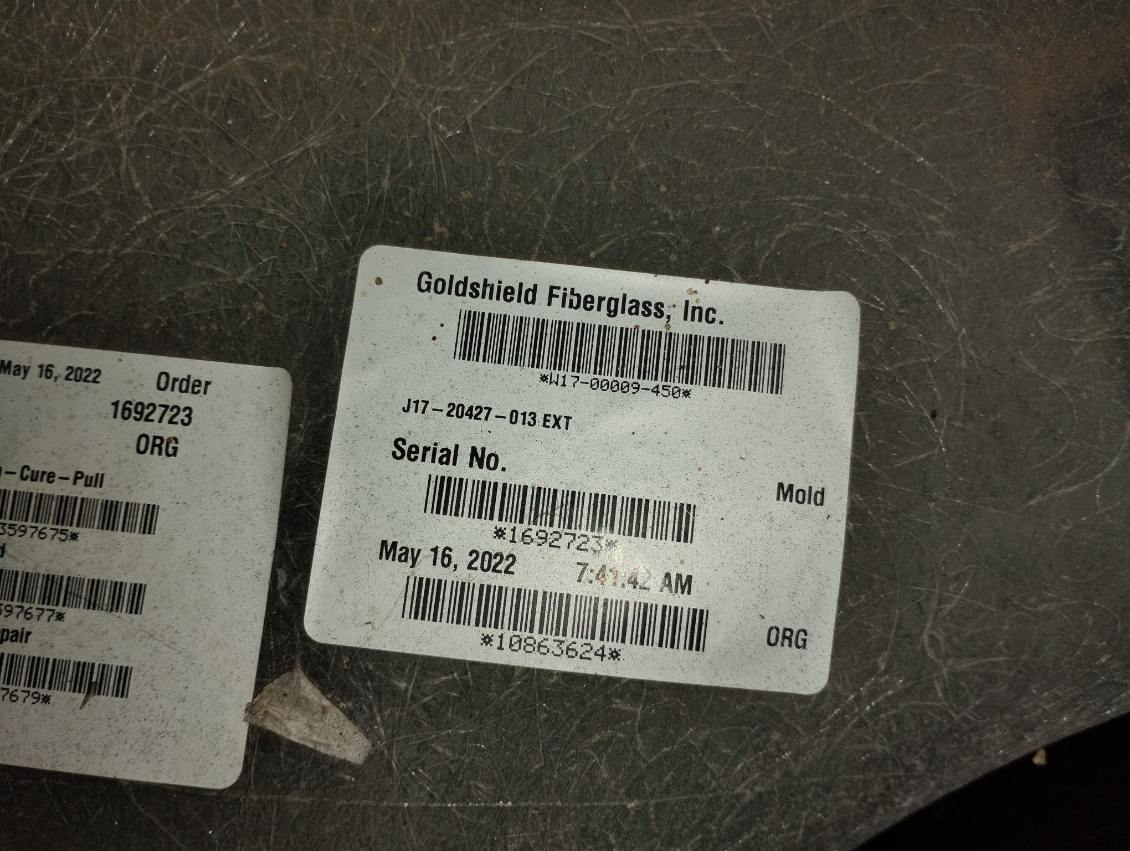 May 16, 2022 Order
1692723
ORG
-Cure-Pull
3597675*
597677*
pair
7679*
Goldshield Fiberglass, Inc.
*W17-00009-450*
J17-20427-013 EXT
Serial No.
Mold
*1692723*
May 16, 2022 7:41:42 AM
*10863624*
ORG